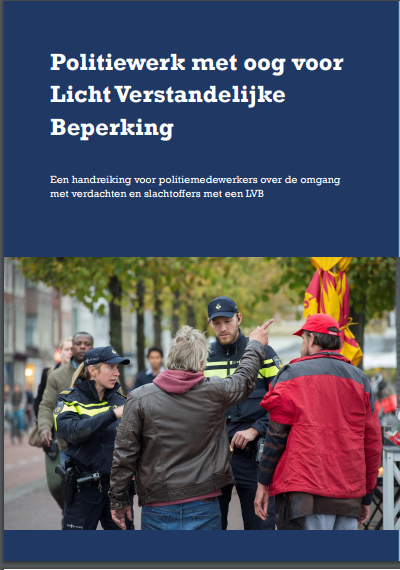 Politiewerk met oog voor
Licht Verstandelijke
Beperking
Een handreiking voor politiemedewerkers over de omgang
met verdachten en slachtoffers met een LVB